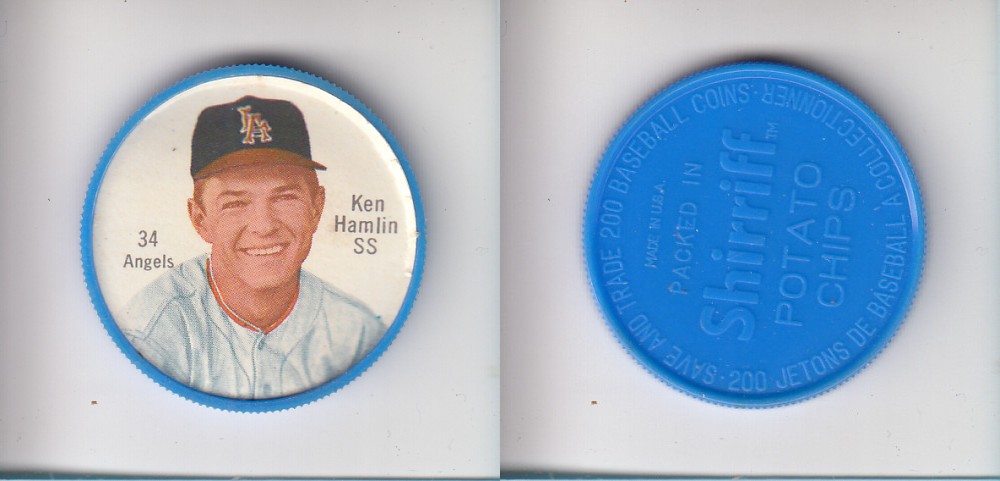 LA
34
Angels
Ken
Hamlin
SS
SAVE AND TRADE 200 BASEBALL COINS·
200 JETONS DE BASEBALL A COLLECTIONNER·
MADE IN U.S.A.
PACKED IN
Shirriff™
POTATO
CHIPS